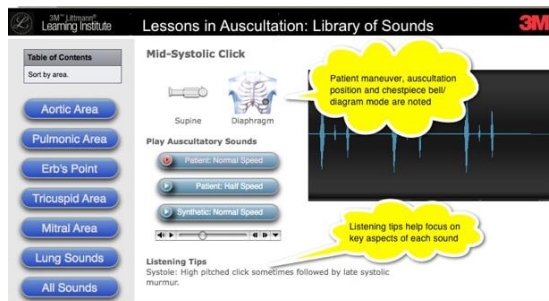 3M™ Littmann®
Learning Institute
Lessons in Auscultation: Library of Sounds
3M
Table of Contents
Sort by area.
Aortic Area
Pulmonic Area
Erb's Point
Tricuspid Area
Mitral Area
Lung Sounds
All Sounds
Mid-Systolic Click
Supine
Diaphragm
Patient maneuver, auscultation
position and chestpiece bell/
diagram mode are noted
Play Auscultatory Sounds
Patient: Normal Speed
Patient: Half Speed
Synthetic: Normal Speed
Listening tips help focus on
key aspects of each sound
Listening Tips
Systole: High pitched click sometimes followed by late systolic
murmur.